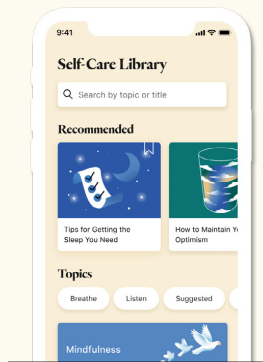 9:41
Self-Care Library
Search by topic or title
Recommended
Tips for Getting the
Sleep You Need
How to Maintain Yo
Optimism
Topics
Breathe
Listen
Suggested
Mindfulness